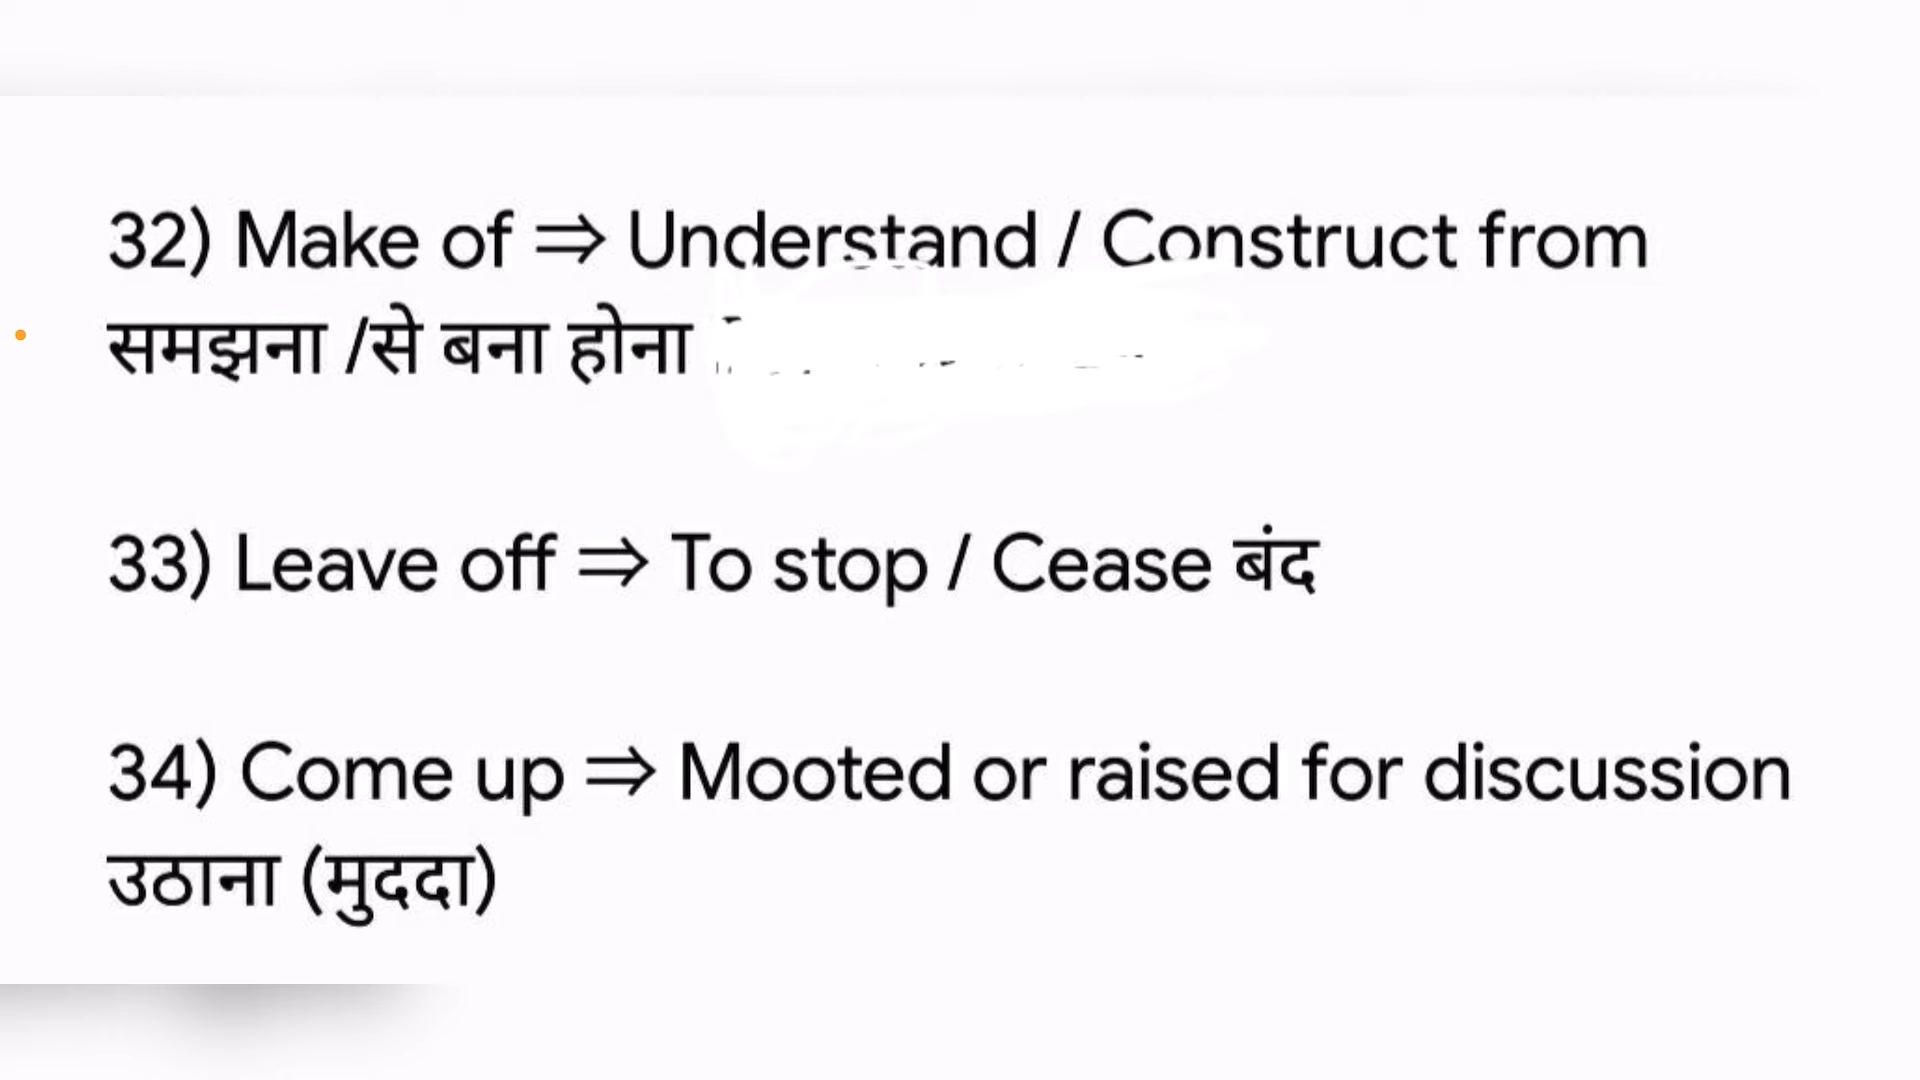 32) Make of ⇒ Understand / Construct from
समझना /से बना होना
33) Leave off ⇒ To stop / Cease बंद
34) Come up ⇒ Mooted or raised for discussion
उठाना (मुददा)